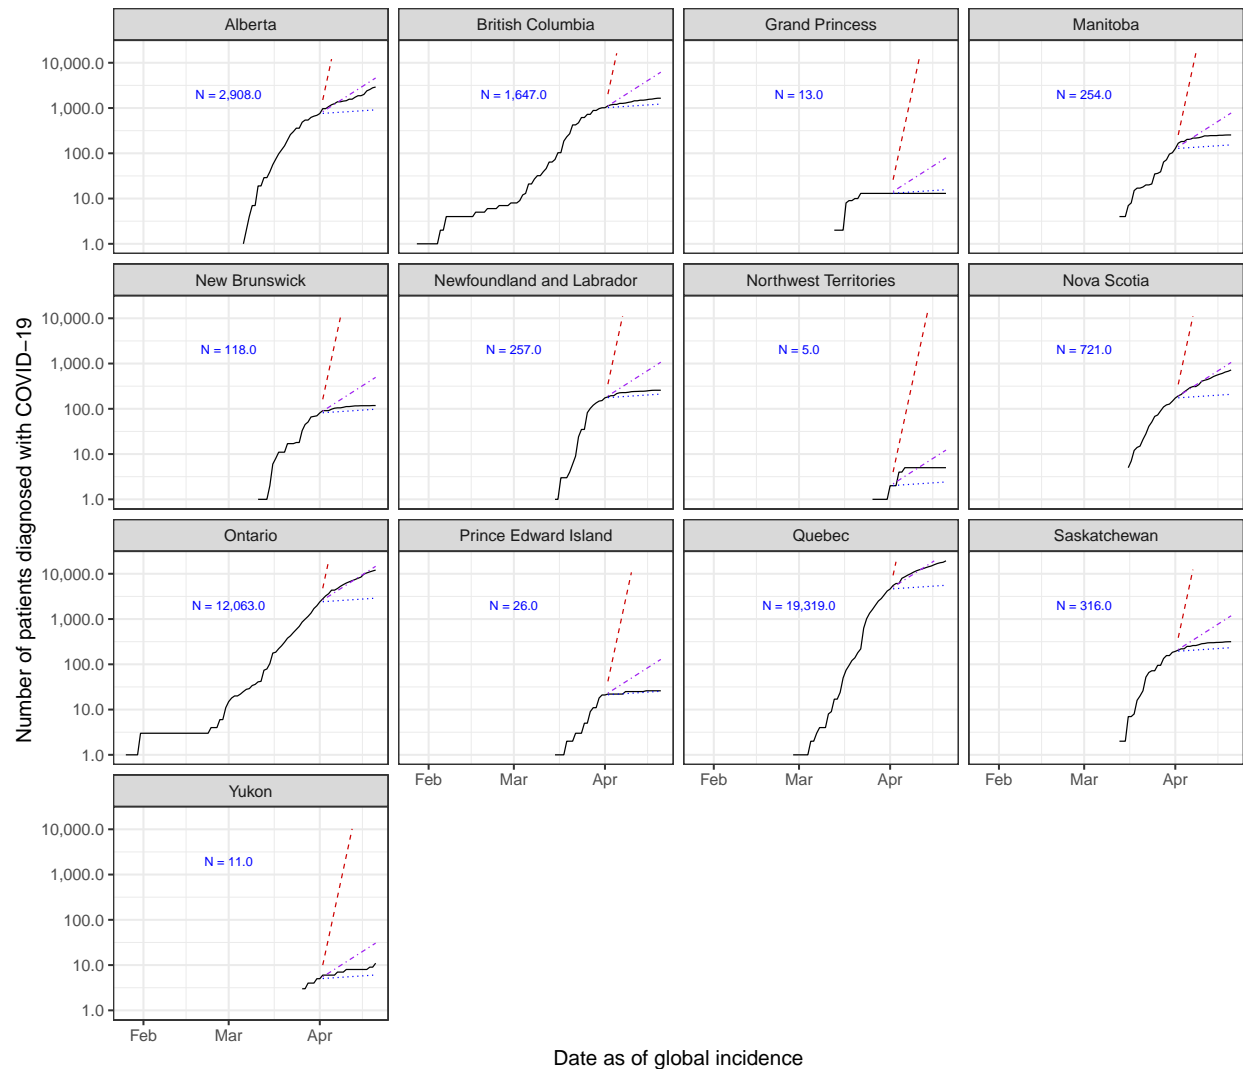 Alberta
British Columbia
Grand Princess
Manitoba
10,000.0
1,000.0
100.0
10.0
1.0
N = 2,908.0
N = 1,647.0
N = 13.0
N = 254.0
New Brunswick
Newfoundland and Labrador
Northwest Territories
Nova Scotia
10,000.0
1,000.0
100.0
10.0
1.0
N = 118.0
N = 257.0
N = 5.0
N = 721.0
Ontario
Prince Edward Island
Quebec
Saskatchewan
10,000.0
1,000.0
100.0
10.0
1.0
N = 12,063.0
N = 26.0
N = 19,319.0
N = 316.0
Feb Mar Apr
Feb Mar Apr
Feb Mar Apr
Yukon
10,000.0
1,000.0
100.0
10.0
1.0
N = 11.0
Feb Mar Apr
Number of patients diagnosed with COVID−19
Date as of global incidence